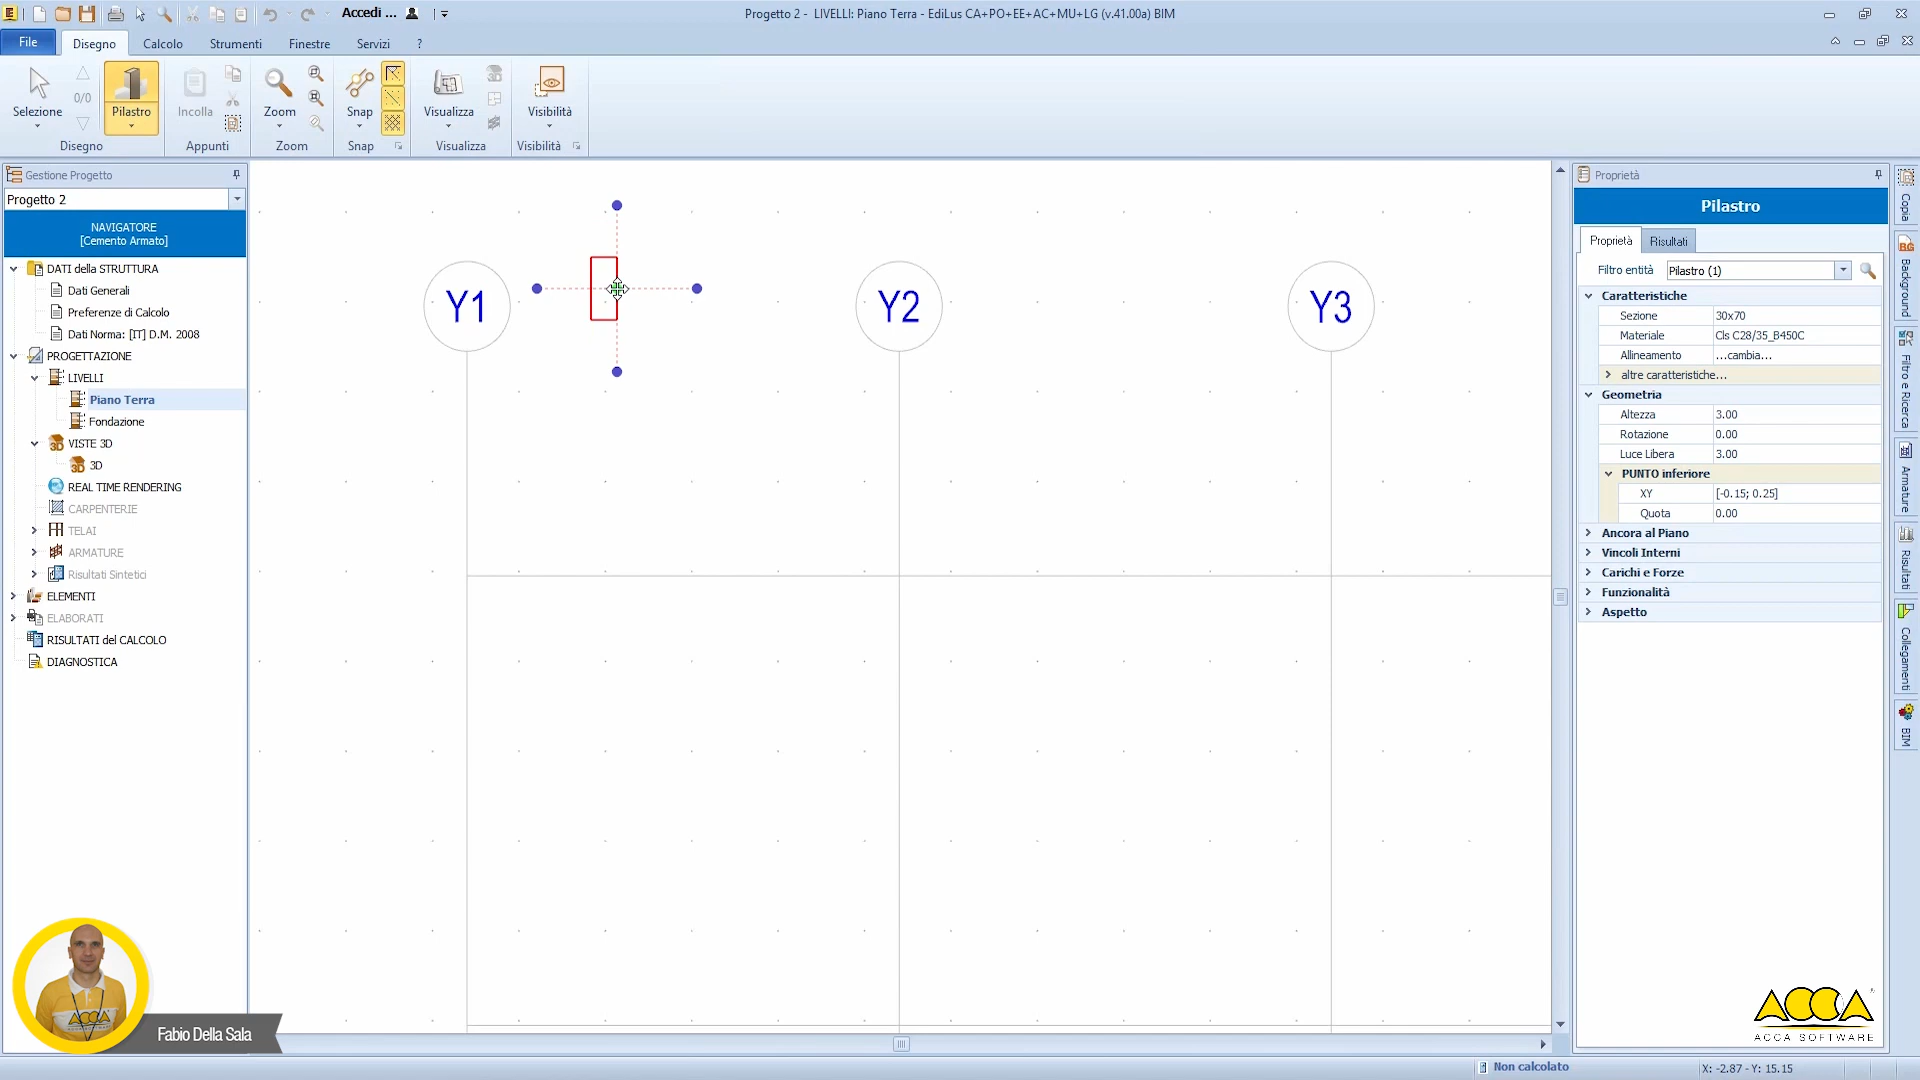 Accedi ...
Progetto 2 - LIVELLI: Piano Terra - EdiLus CA+PO+EE+AC+MU+LG (v.41.00a) BIM
File
Disegno
Calcolo
Strumenti
Finestre
Servizi
?
Selezione
0/0
Pilastro
Incolla
Zoom
Snap
Visualizza
3D
Visibilità
Disegno
Appunti
Zoom
Snap
Visualizza
Visibilità
Gestione Progetto
Progetto 2
NAVIGATORE
[Cemento Armato]
DATI della STRUTTURA
Dati Generali
Preferenze di Calcolo
Dati Norma: [IT] D.M. 2008
PROGETTAZIONE
LIVELLI
Piano Terra
Fondazione
VISTE 3D
3D
REAL TIME RENDERING
CARPENTERIE
TELAI
ARMATURE
Risultati Sintetici
ELEMENTI
ELABORATI
RISULTATI del CALCOLO
DIAGNOSTICA
Fabio Della Sala
Y1
Y2
Y3
Proprietà
Pilastro
Proprietà
Risultati
Filtro entità
Pilastro (1)
Caratteristiche
Sezione 30x70
Materiale Cls C28/35_B450C
Allineamento ...cambia...
altre caratteristiche...
Geometria
Altezza 3.00
Rotazione 0.00
Luce Libera 3.00
PUNTO inferiore
XY [-0.15; 0.25]
Quota 0.00
Ancora al Piano
Vincoli Interni
Carichi e Forze
Funzionalità
Aspetto
ACCA
ACCA SOFTWARE
Copia
BG
Background
Filtro e Ricerca
Armature
Risultati
Collegamenti
BIM
Non calcolato
X: -2.87 - Y: 15.15